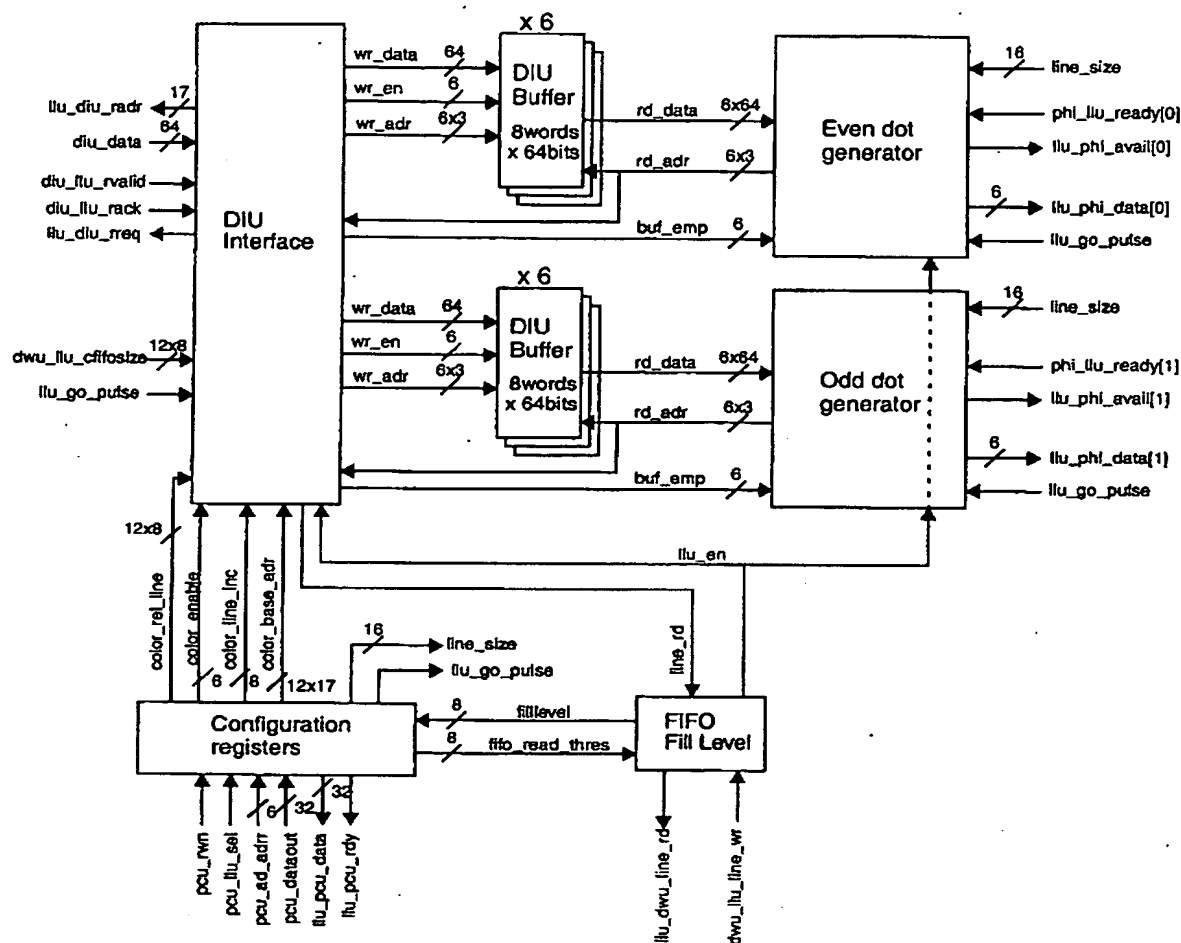 x 6
wr_data
64
DIU
Buffer
8words
x 64bits
wr_en
6
wr_adr
6x3
rd_data
6x64
rd_adr
6x3
buf_emp
6
Even dot
generator
16
line_size
phi_llu_ready[0]
llu_phi_avail[0]
6
llu_phi_data[0]
llu_go_pulse
llu_diu_radr
17
diu_data
64
diu_llu_rvalid
diu_llu_rack
llu_diu_rreq
DIU
Interface
dwu_llu_cfifosize
12x8
llu_go_pulse
x 6
wr_data
64
DIU
Buffer
8words
x 64bits
wr_en
6
wr_adr
6x3
rd_data
6x64
rd_adr
6x3
buf_emp
6
Odd dot
generator
16
line_size
phi_llu_ready[1]
llu_phi_avail[1]
6
llu_phi_data[1]
llu_go_pulse
llu_en
12x8
color_rel_line
color_enable
6
color_line_inc
8
color_base_adr
12x17
16
line_size
llu_go_pulse
line_rd
Configuration
registers
8
filllevel
8
fifo_read_thres
FIFO
Fill Level
pcu_rwn
pcu_llu_sel
pcu_ad_adrr
6
pcu_dataout
32
llu_pcu_data
32
llu_pcu_rdy
llu_dwu_line_rd
dwu_llu_line_wr